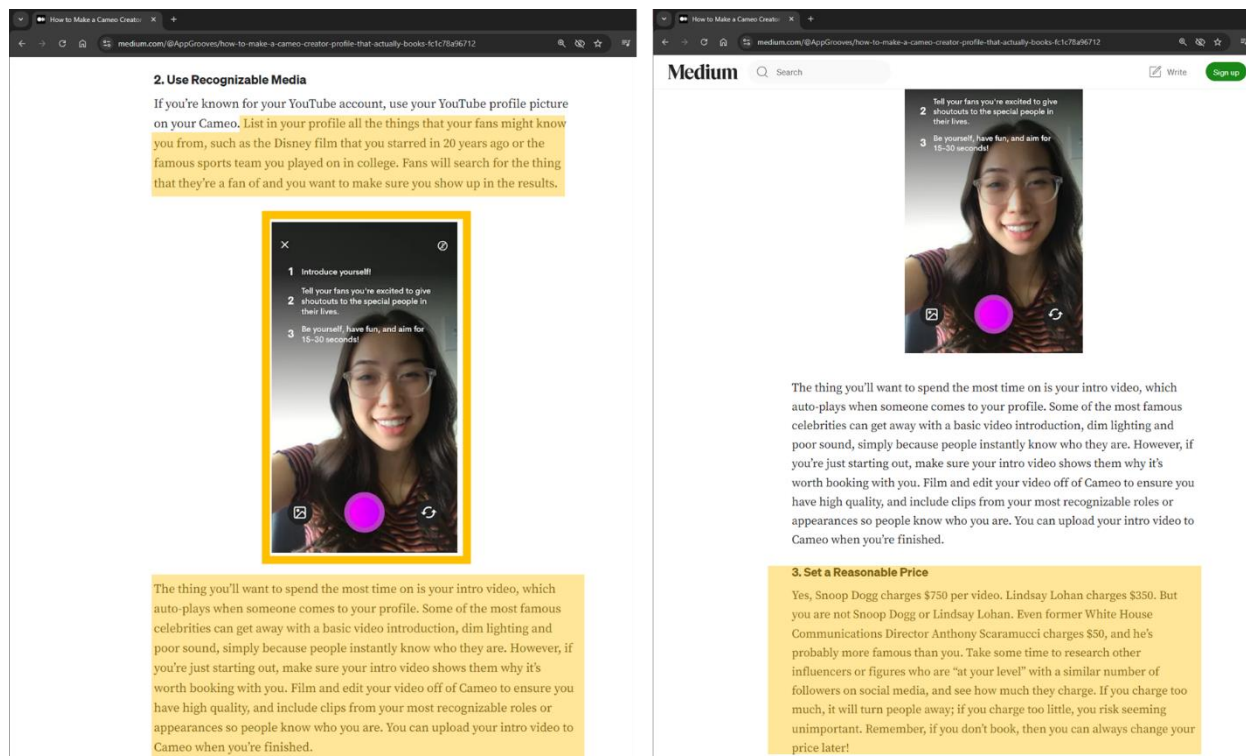 How to Make a Cameo Creator
medium.com/@AppGrooves/how-to-make-a-cameo-creator-profile-that-actually-books-fc1c78a96712
2. Use Recognizable Media
If you're known for your YouTube account, use your YouTube profile picture
on your Cameo. List in your profile all the things that your fans might know
you from, such as the Disney film that you starred in 20 years ago or the
famous sports team you played on in college. Fans will search for the thing
that they're a fan of and you want to make sure you show up in the results.
1 Introduce yourself!
2 Tell your fans you're excited to give
shoutouts to the special people in
their lives.
3 Be yourself, have fun, and aim for
15-30 seconds!
The thing you'll want to spend the most time on is your intro video, which
auto-plays when someone comes to your profile. Some of the most famous
celebrities can get away with a basic video introduction, dim lighting and
poor sound, simply because people instantly know who they are. However, if
you're just starting out, make sure your intro video shows them why it's
worth booking with you. Film and edit your video off of Cameo to ensure you
have high quality, and include clips from your most recognizable roles or
appearances so people know who you are. You can upload your intro video to
Cameo when you're finished.
How to Make a Cameo Creator
medium.com/@AppGrooves/how-to-make-a-cameo-creator-profile-that-actually-books-fc1c78a96712
Medium Search Write Sign up
2 Tell your fans you're excited to give
shoutouts to the special people in
their lives.
3 Be yourself, have fun, and aim for
15-30 seconds!
The thing you'll want to spend the most time on is your intro video, which
auto-plays when someone comes to your profile. Some of the most famous
celebrities can get away with a basic video introduction, dim lighting and
poor sound, simply because people instantly know who they are. However, if
you're just starting out, make sure your intro video shows them why it's
worth booking with you. Film and edit your video off of Cameo to ensure you
have high quality, and include clips from your most recognizable roles or
appearances so people know who you are. You can upload your intro video to
Cameo when you're finished.
3. Set a Reasonable Price
Yes, Snoop Dogg charges $750 per video. Lindsay Lohan charges $350. But
you are not Snoop Dogg or Lindsay Lohan. Even former White House
Communications Director Anthony Scaramucci charges $50, and he's
probably more famous than you. Take some time to research other
influencers or figures who are "at your level" with a similar number of
followers on social media, and see how much they charge. If you charge too
much, it will turn people away; if you charge too little, you risk seeming
unimportant. Remember, if you don't book, then you can always change your
price later!